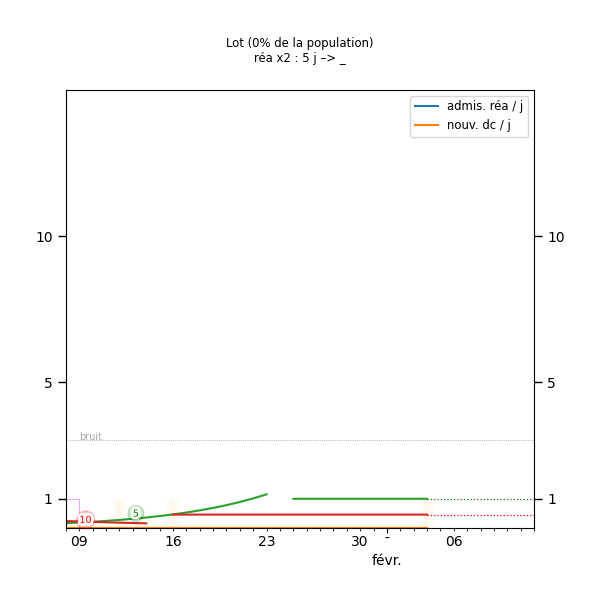 Lot (0% de la population)
réa x2 : 5 j –> _
admis. réa / j
nouv. dc / j
10 10
5 5
bruit
1 1
10 5
09 16 23 30 - 06
févr.